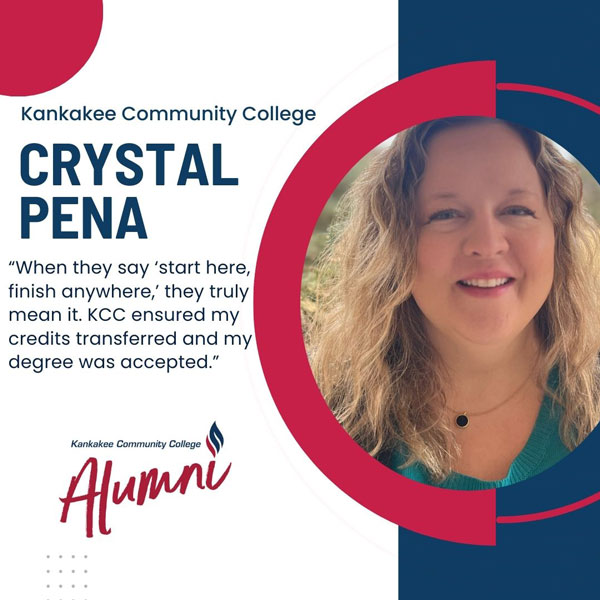 Kankakee Community College
CRYSTAL
PENA
“When they say ‘start here,
finish anywhere,’ they truly
mean it. KCC ensured my
credits transferred and my
degree was accepted.”
Kankakee Community College
Alumni